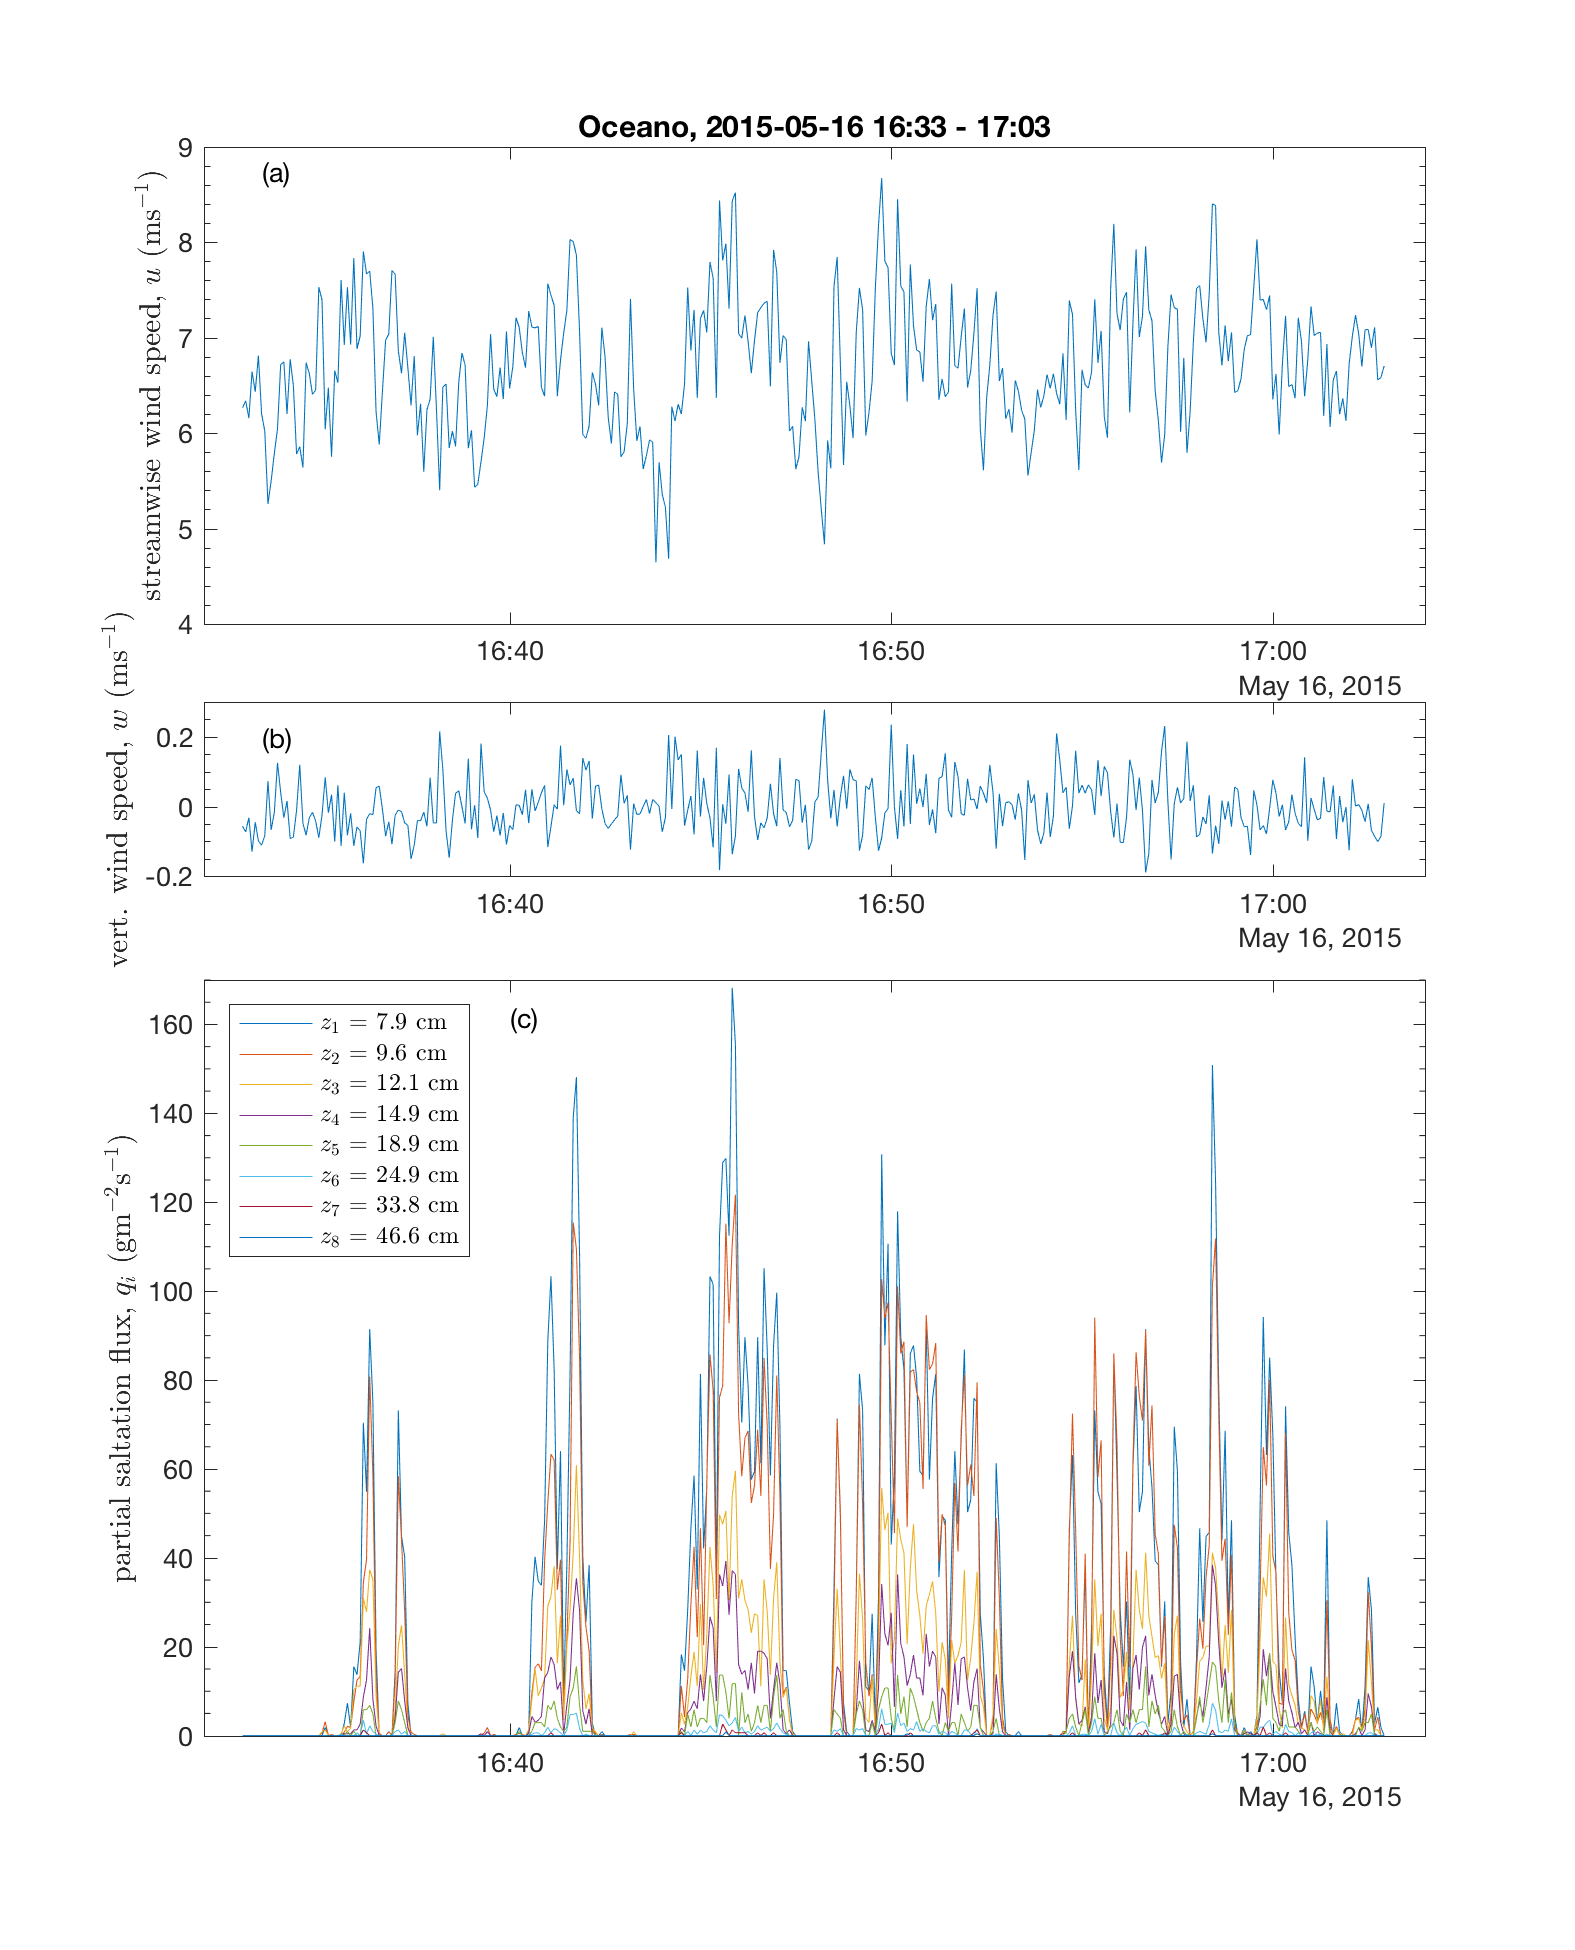 Oceano, 2015-05-16 16:33 - 17:03
(a)
streamwise wind speed, u (ms⁻¹)
9
8
7
6
5
4
16:40 16:50 17:00
May 16, 2015
(b)
vert. wind speed, w (ms⁻¹)
0.2
0
-0.2
16:40 16:50 17:00
May 16, 2015
(c)
partial saltation flux, qᵢ (gm⁻²s⁻¹)
z₁ = 7.9 cm
z₂ = 9.6 cm
z₃ = 12.1 cm
z₄ = 14.9 cm
z₅ = 18.9 cm
z₆ = 24.9 cm
z₇ = 33.8 cm
z₈ = 46.6 cm
160
140
120
100
80
60
40
20
0
16:40 16:50 17:00
May 16, 2015